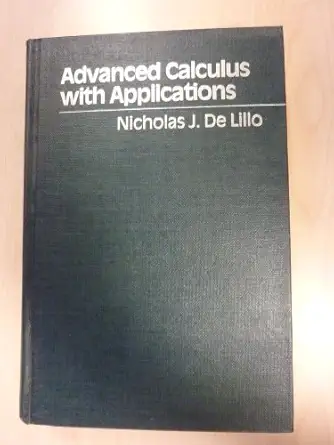 Advanced Calculus
with Applications
Nicholas J. De Lillo